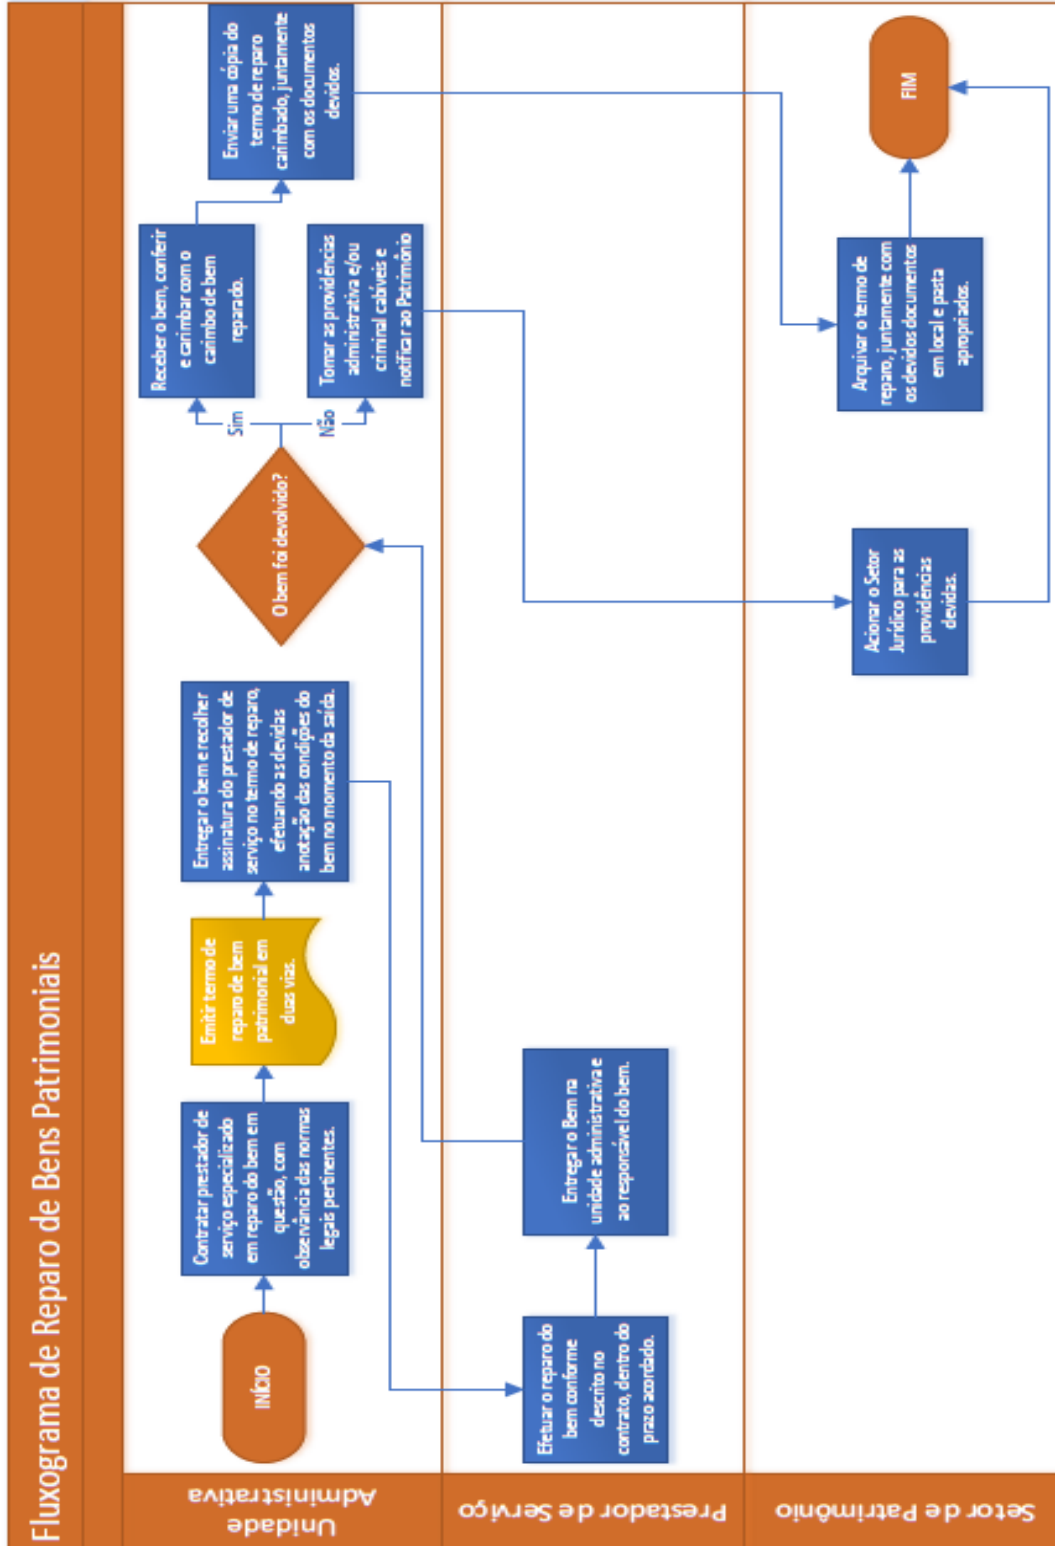 Fluxograma de Reparo de Bens Patrimoniais
Unidade
Administrativa
INÍCIO
Contratar prestador de
serviço especializado
em reparo do bem em
questão, com
observância das normas
legais pertinentes.
Emitir termo de
reparo de bem
patrimonial em
duas vias.
Entregar o bem e recolher
assinatura do prestador de
serviço no termo de reparo,
efetuando as devidas
anotação das condições do
bem no momento da saída.
O bem foi devolvido?
Sim
Não
Receber o bem, conferir
e carimbar com o
carimbo de bem
reparado.
Tomar as providências
administrativa e/ou
criminal cabíveis e
notificar ao Patrimônio
Enviar uma cópia do
termo de reparo
carimbado, juntamente
com os documentos
devidos.
Prestador de Serviço
Efetuar o reparo do
bem conforme
descrito no
contrato, dentro do
prazo acordado.
Entregar o Bem na
unidade administrativa e
ao responsável do bem.
Setor de Patrimônio
Acionar o Setor
Jurídico para as
providências
devidas.
Arquivar o termo de
reparo, juntamente com
os devidos documentos
em local e pasta
apropriados.
FIM